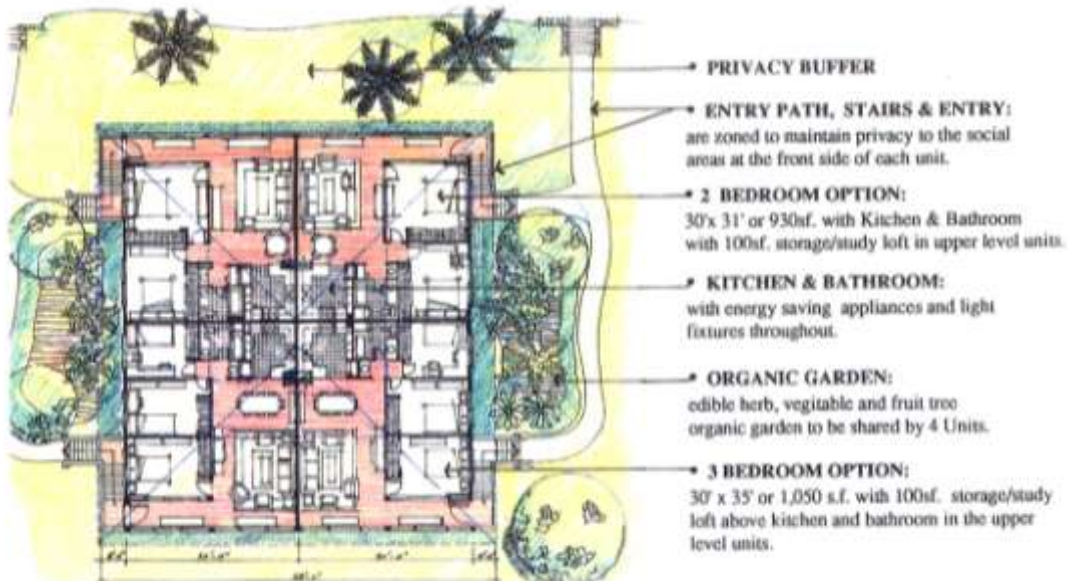 PRIVACY BUFFER
ENTRY PATH, STAIRS & ENTRY:
are zoned to maintain privacy to the social
areas at the front side of each unit.
2 BEDROOM OPTION:
30'x 31' or 930sf. with Kitchen & Bathroom
with 100sf. storage/study loft in upper level units.
KITCHEN & BATHROOM:
with energy saving appliances and light
fixtures throughout.
ORGANIC GARDEN:
edible herb, vegitable and fruit tree
organic garden to be shared by 4 Units.
3 BEDROOM OPTION:
30' x 35' or 1,050 s.f. with 100sf. storage/study
loft above kitchen and bathroom in the upper
level units.